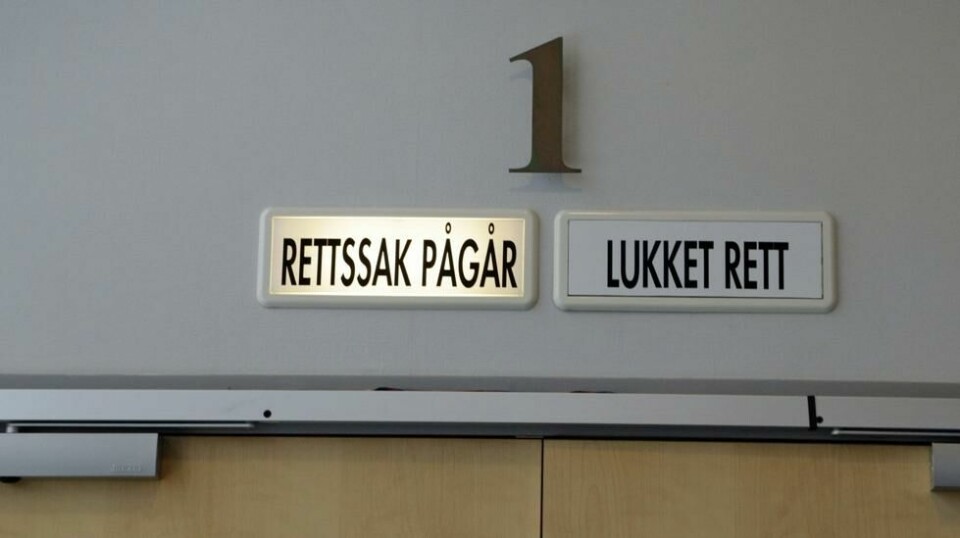 1
RETTSSAK PÅGÅR
LUKKET RETT